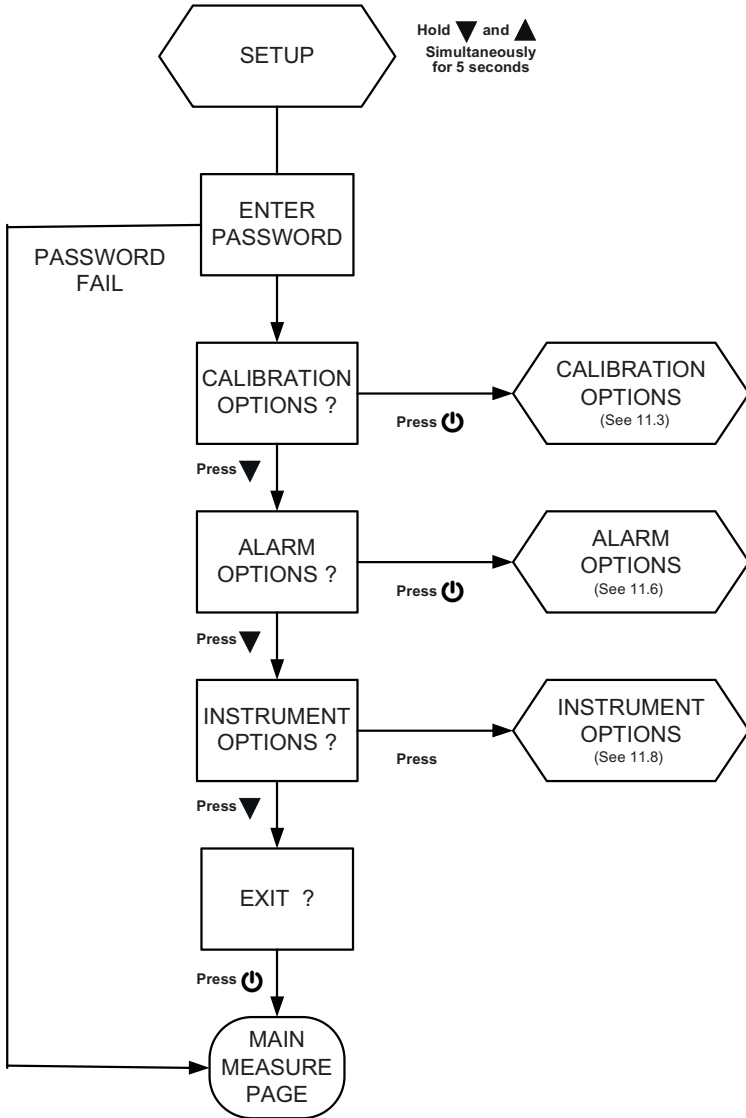 SETUP
Hold ▼ and ▲
Simultaneously
for 5 seconds
ENTER
PASSWORD
PASSWORD
FAIL
CALIBRATION
OPTIONS ?
Press ⏻
CALIBRATION
OPTIONS
(See 11.3)
Press ▼
ALARM
OPTIONS ?
Press ⏻
ALARM
OPTIONS
(See 11.6)
Press ▼
INSTRUMENT
OPTIONS ?
Press
INSTRUMENT
OPTIONS
(See 11.8)
Press ▼
EXIT ?
Press ⏻
MAIN
MEASURE
PAGE